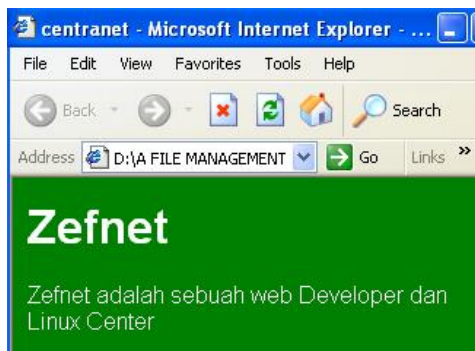 centranet - Microsoft Internet Explorer - ...
File Edit View Favorites Tools Help
Back Search
Address D:\A FILE MANAGEMENT Go Links »
Zefnet
Zefnet adalah sebuah web Developer dan
Linux Center